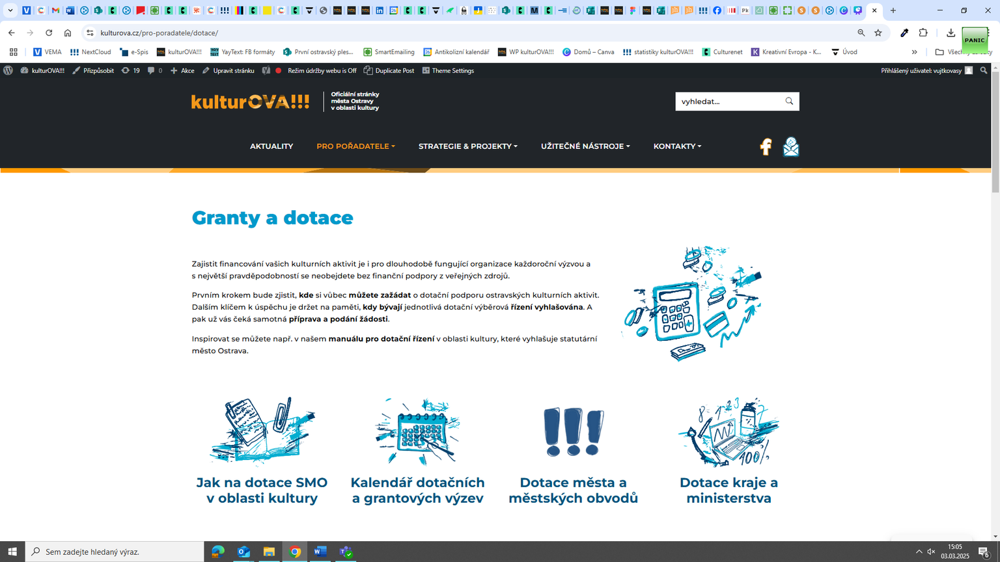 kulturova.cz/pro-poradatele/dotace/
PANIC
VEMA
NextCloud
e-Spis
kulturOVA!!!
YayText: FB formáty
První ostravský ples...
SmartEmailing
Antikolizní kalendář
WP kulturOVA!!!
Domů – Canva
statistiky kulturOVA!!!
Culturenet
Kreativní Evropa - K...
Úvod
kulturOVA!!!
Přizpůsobit
19
0
Akce
Upravit stránku
Režim údržby webu is Off
Duplicate Post
Theme Settings
Přihlášený uživatel: vujtkovasy
kulturOVA!!!
Oficiální stránky
města Ostravy
v oblasti kultury
vyhledat...
AKTUALITY
PRO POŘADATELE
STRATEGIE & PROJEKTY
UŽITEČNÉ NÁSTROJE
KONTAKTY
Granty a dotace
Zajistit financování vašich kulturních aktivit je i pro dlouhodobě fungující organizace každoroční výzvou a
s největší pravděpodobností se neobejdete bez finanční podpory z veřejných zdrojů.
Prvním krokem bude zjistit, kde si vůbec můžete zažádat o dotační podporu ostravských kulturních aktivit.
Dalším klíčem k úspěchu je držet na paměti, kdy bývají jednotlivá dotační výběrová řízení vyhlašována. A
pak už vás čeká samotná příprava a podání žádosti.
Inspirovat se můžete např. v našem manuálu pro dotační řízení v oblasti kultury, které vyhlašuje statutární
město Ostrava.
100%
Jak na dotace SMO
v oblasti kultury
Kalendář dotačních
a grantových výzev
Dotace města a
městských obvodů
Dotace kraje a
ministerstva
Sem zadejte hledaný výraz.
15:05
03.03.2025
6